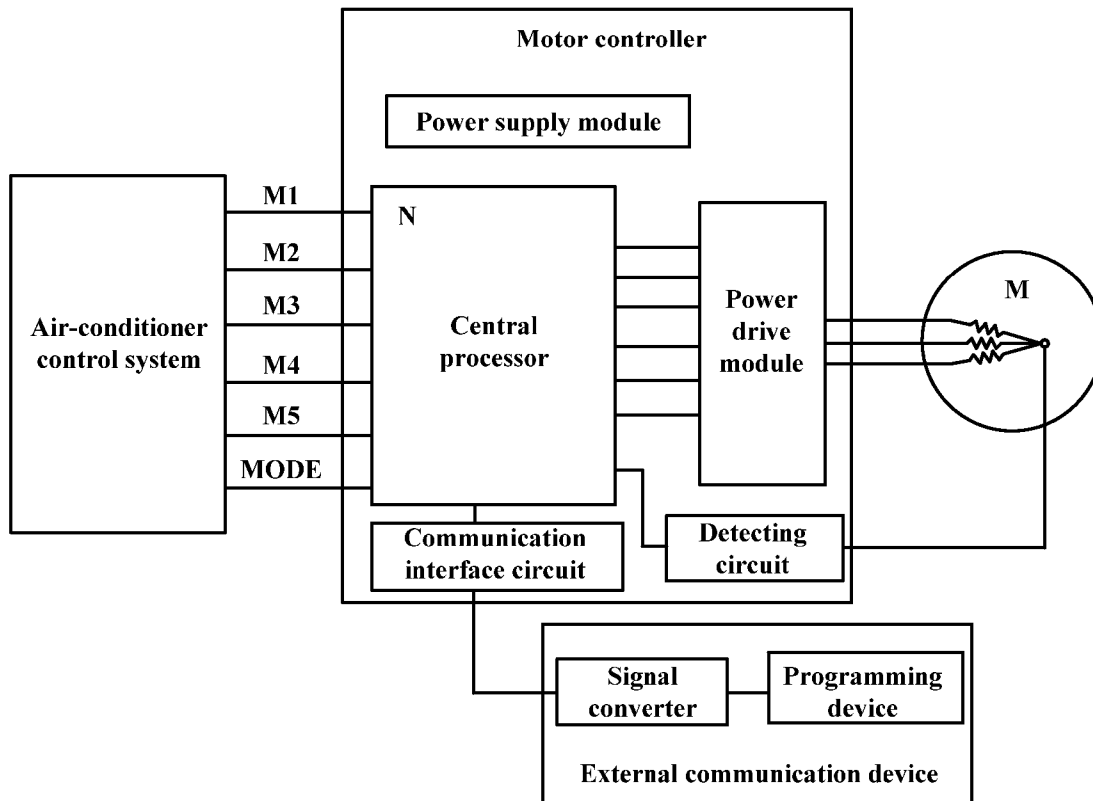 Motor controller
Power supply module
M1
M2
M3
M4
M5
MODE
Air-conditioner
control system
N
Central
processor
Power
drive
module
M
Communication
interface circuit
Detecting
circuit
Signal
converter
Programming
device
External communication device